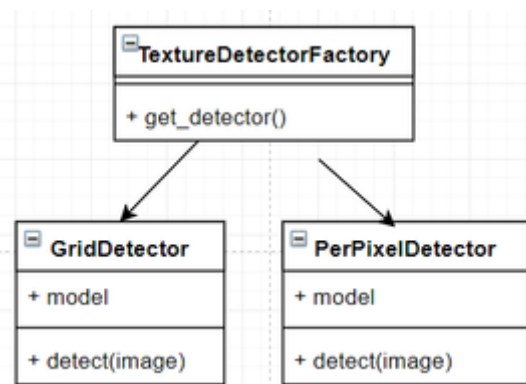 TextureDetectorFactory
+ get_detector()
GridDetector
+ model
+ detect(image)
PerPixelDetector
+ model
+ detect(image)